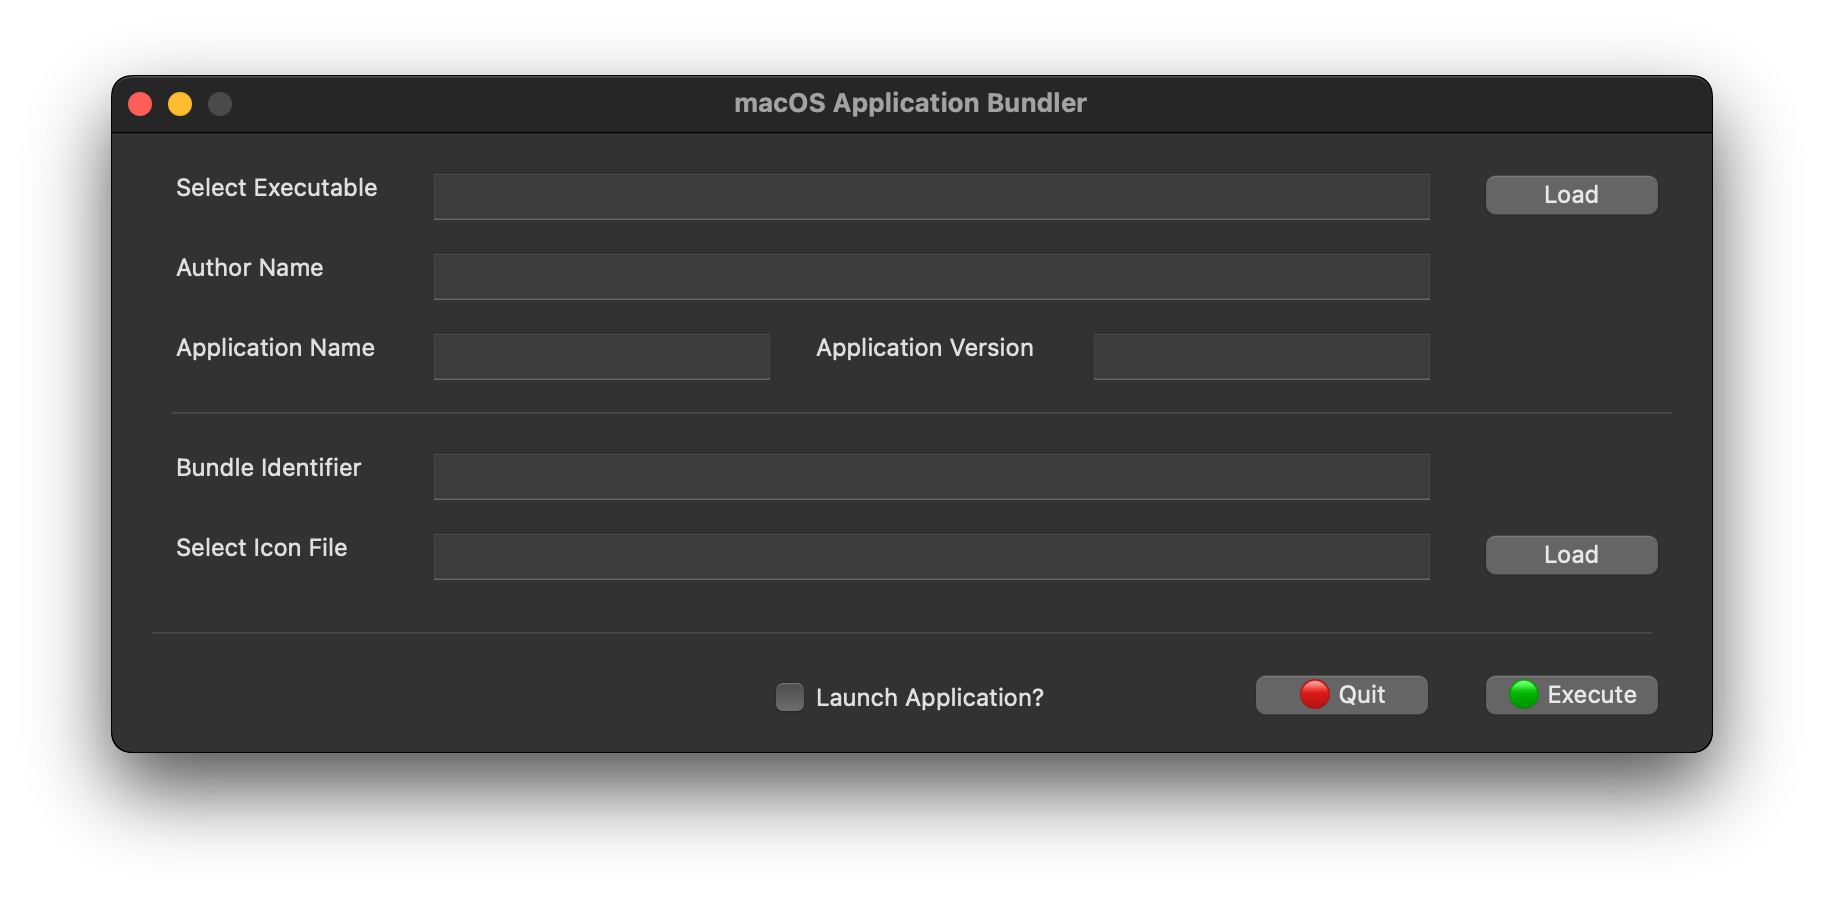 macOS Application Bundler
Select Executable
Load
Author Name
Application Name
Application Version
Bundle Identifier
Select Icon File
Load
Launch Application?
Quit
Execute